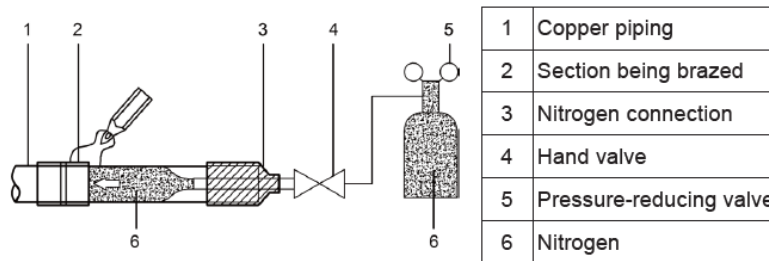 1 2 3 4 5
6 6
1 Copper piping
2 Section being brazed
3 Nitrogen connection
4 Hand valve
5 Pressure-reducing valve
6 Nitrogen